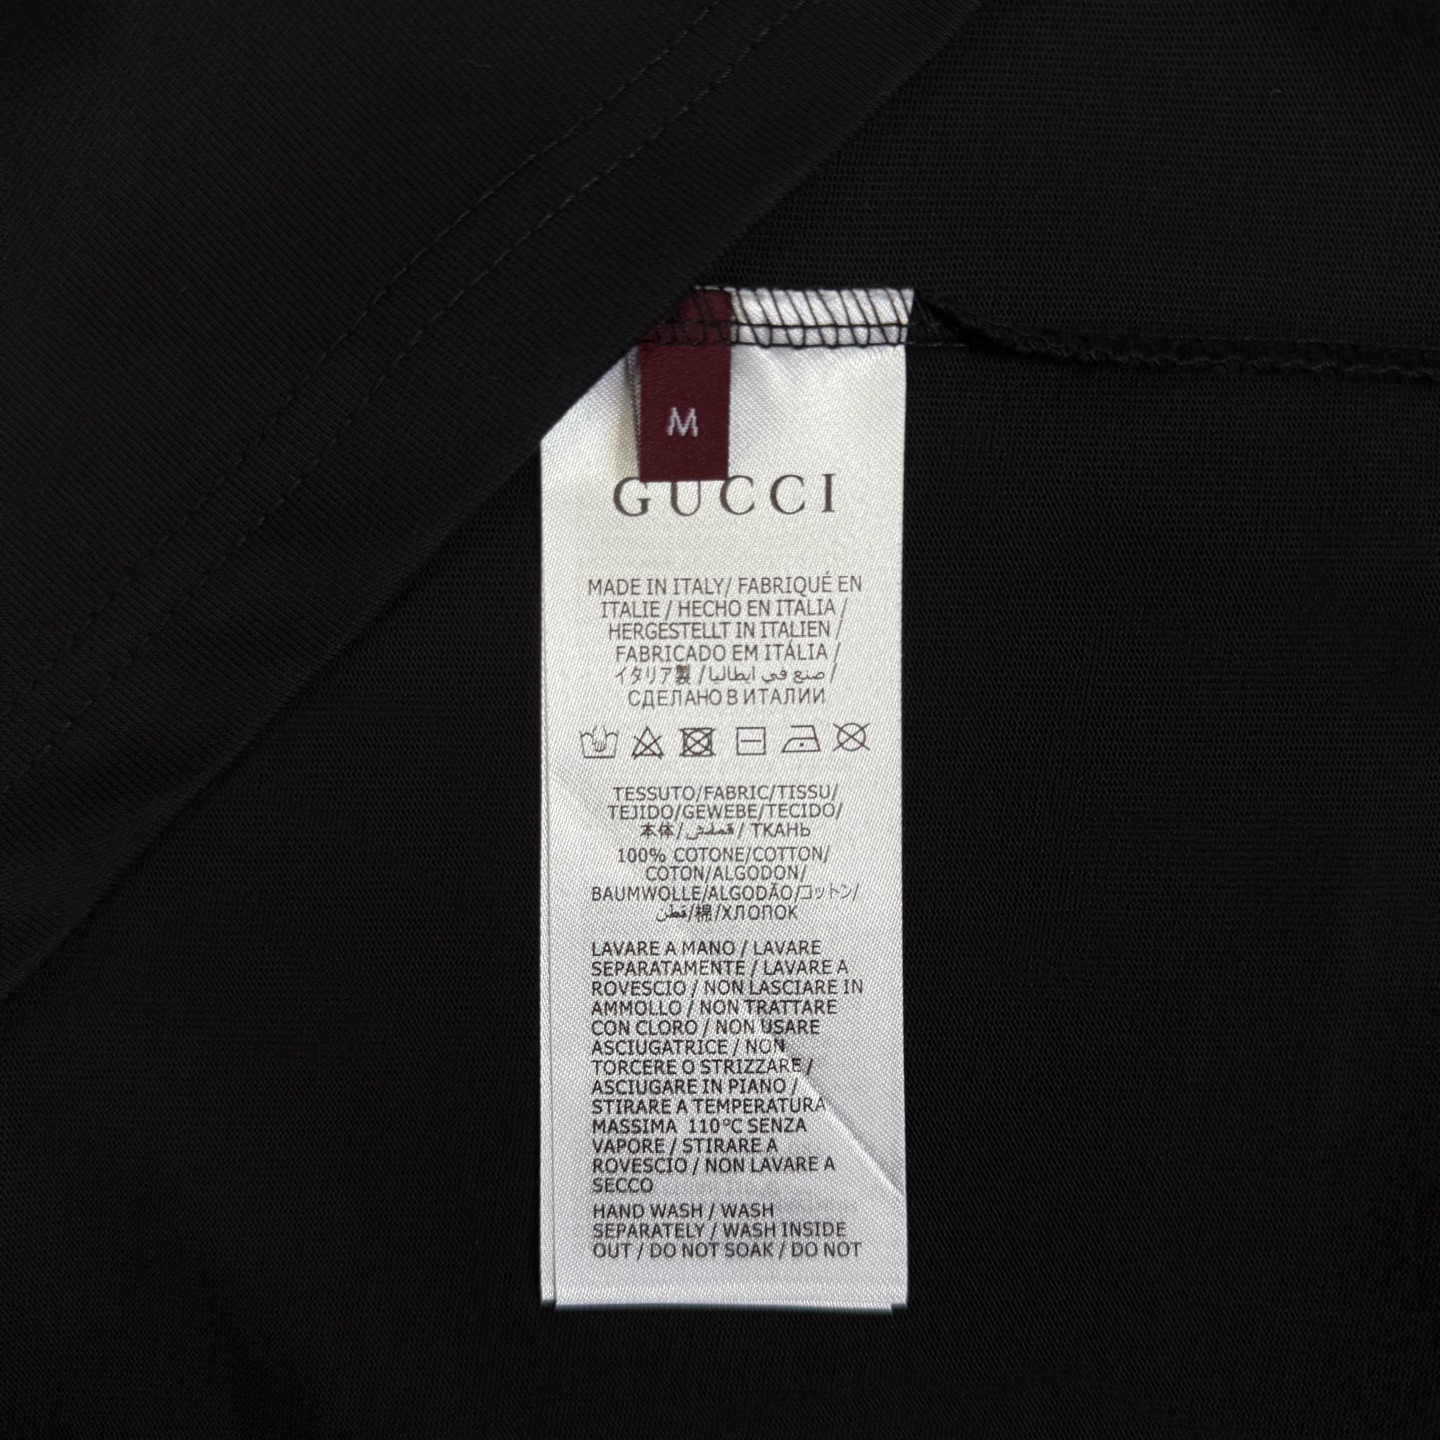 M
GUCCI
MADE IN ITALY/ FABRIQUÉ EN
ITALIE / HECHO EN ITALIA /
HERGESTELLT IN ITALIEN /
FABRICADO EM ITÁLIA /
イタリア製 / صنع في ايطاليا /
СДЕЛАНО В ИТАЛИИ
TESSUTO/FABRIC/TISSU/
TEJIDO/GEWEBE/TECIDO/
本体/قملش/ ТКАНЬ
100% COTONE/COTTON/
COTON/ALGODON/
BAUMWOLLE/ALGODÃO/コットン/
قطن/棉/ХЛОПОК
LAVARE A MANO / LAVARE
SEPARATAMENTE / LAVARE A
ROVESCIO / NON LASCIARE IN
AMMOLLO / NON TRATTARE
CON CLORO / NON USARE
ASCIUGATRICE / NON
TORCERE O STRIZZARE /
ASCIUGARE IN PIANO /
STIRARE A TEMPERATURA
MASSIMA 110°C SENZA
VAPORE / STIRARE A
ROVESCIO / NON LAVARE A
SECCO
HAND WASH / WASH
SEPARATELY / WASH INSIDE
OUT / DO NOT SOAK / DO NOT